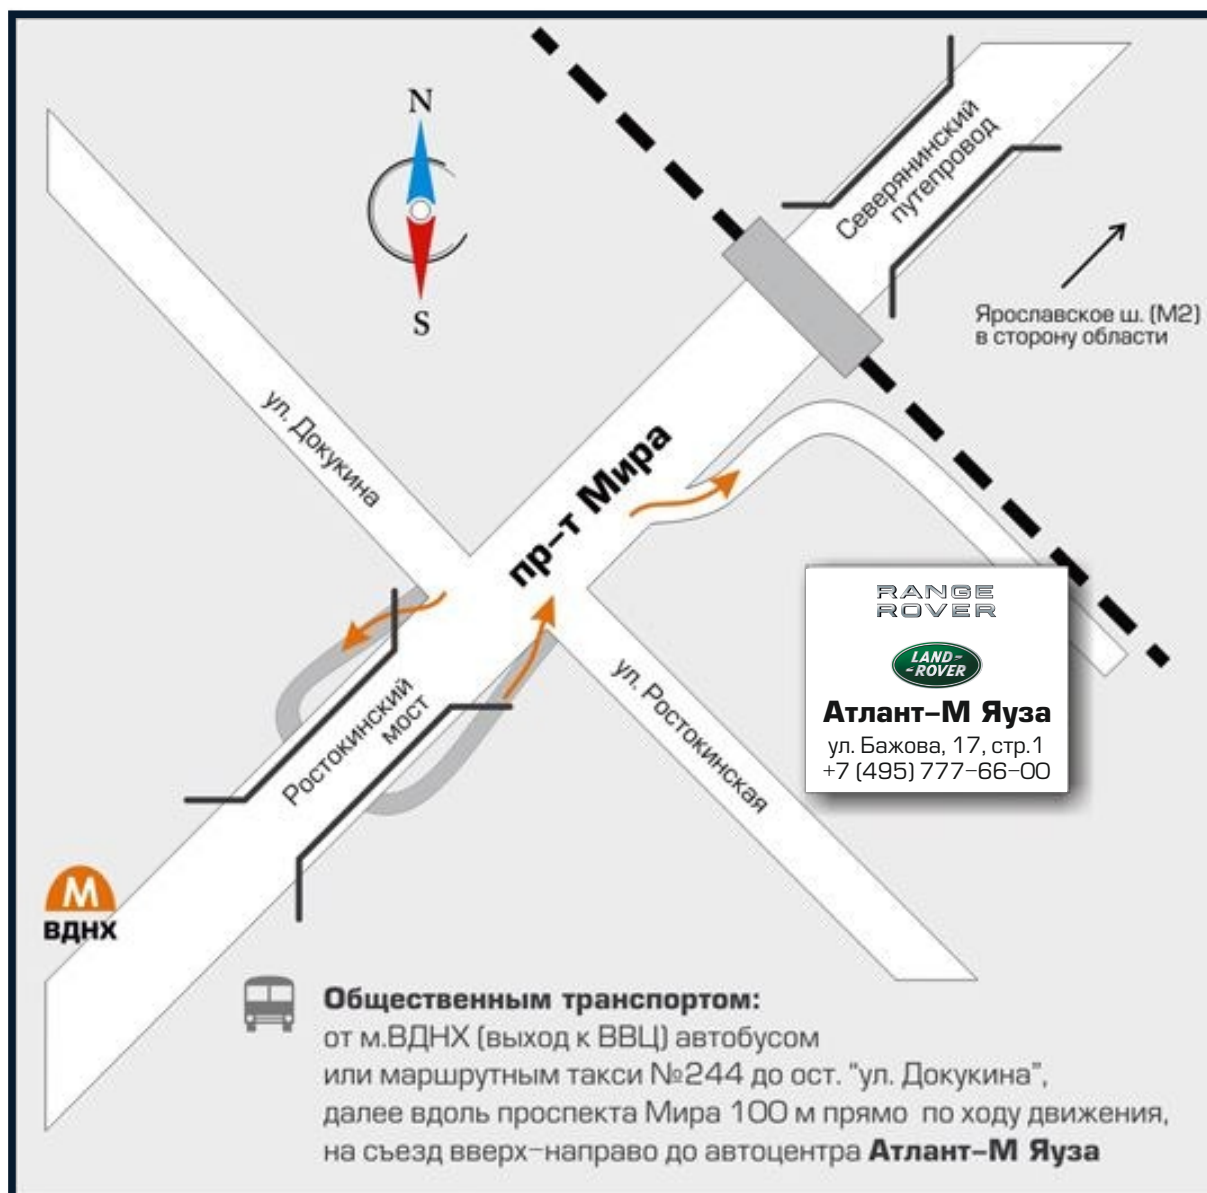 N
S
Северянинский
путепровод
Ярославское ш. (М2)
в сторону области
ул. Докукина
пр-т Мира
RANGE
ROVER
LAND-
-ROVER
Атлант-М Яуза
ул. Бажова, 17, стр.1
+7 (495) 777-66-00
Ростокинский
мост
ул. Ростокинская
М
ВДНХ
Общественным транспортом:
от м.ВДНХ (выход к ВВЦ) автобусом
или маршрутным такси №244 до ост. "ул. Докукина",
далее вдоль проспекта Мира 100 м прямо по ходу движения,
на съезд вверх-направо до автоцентра Атлант-М Яуза